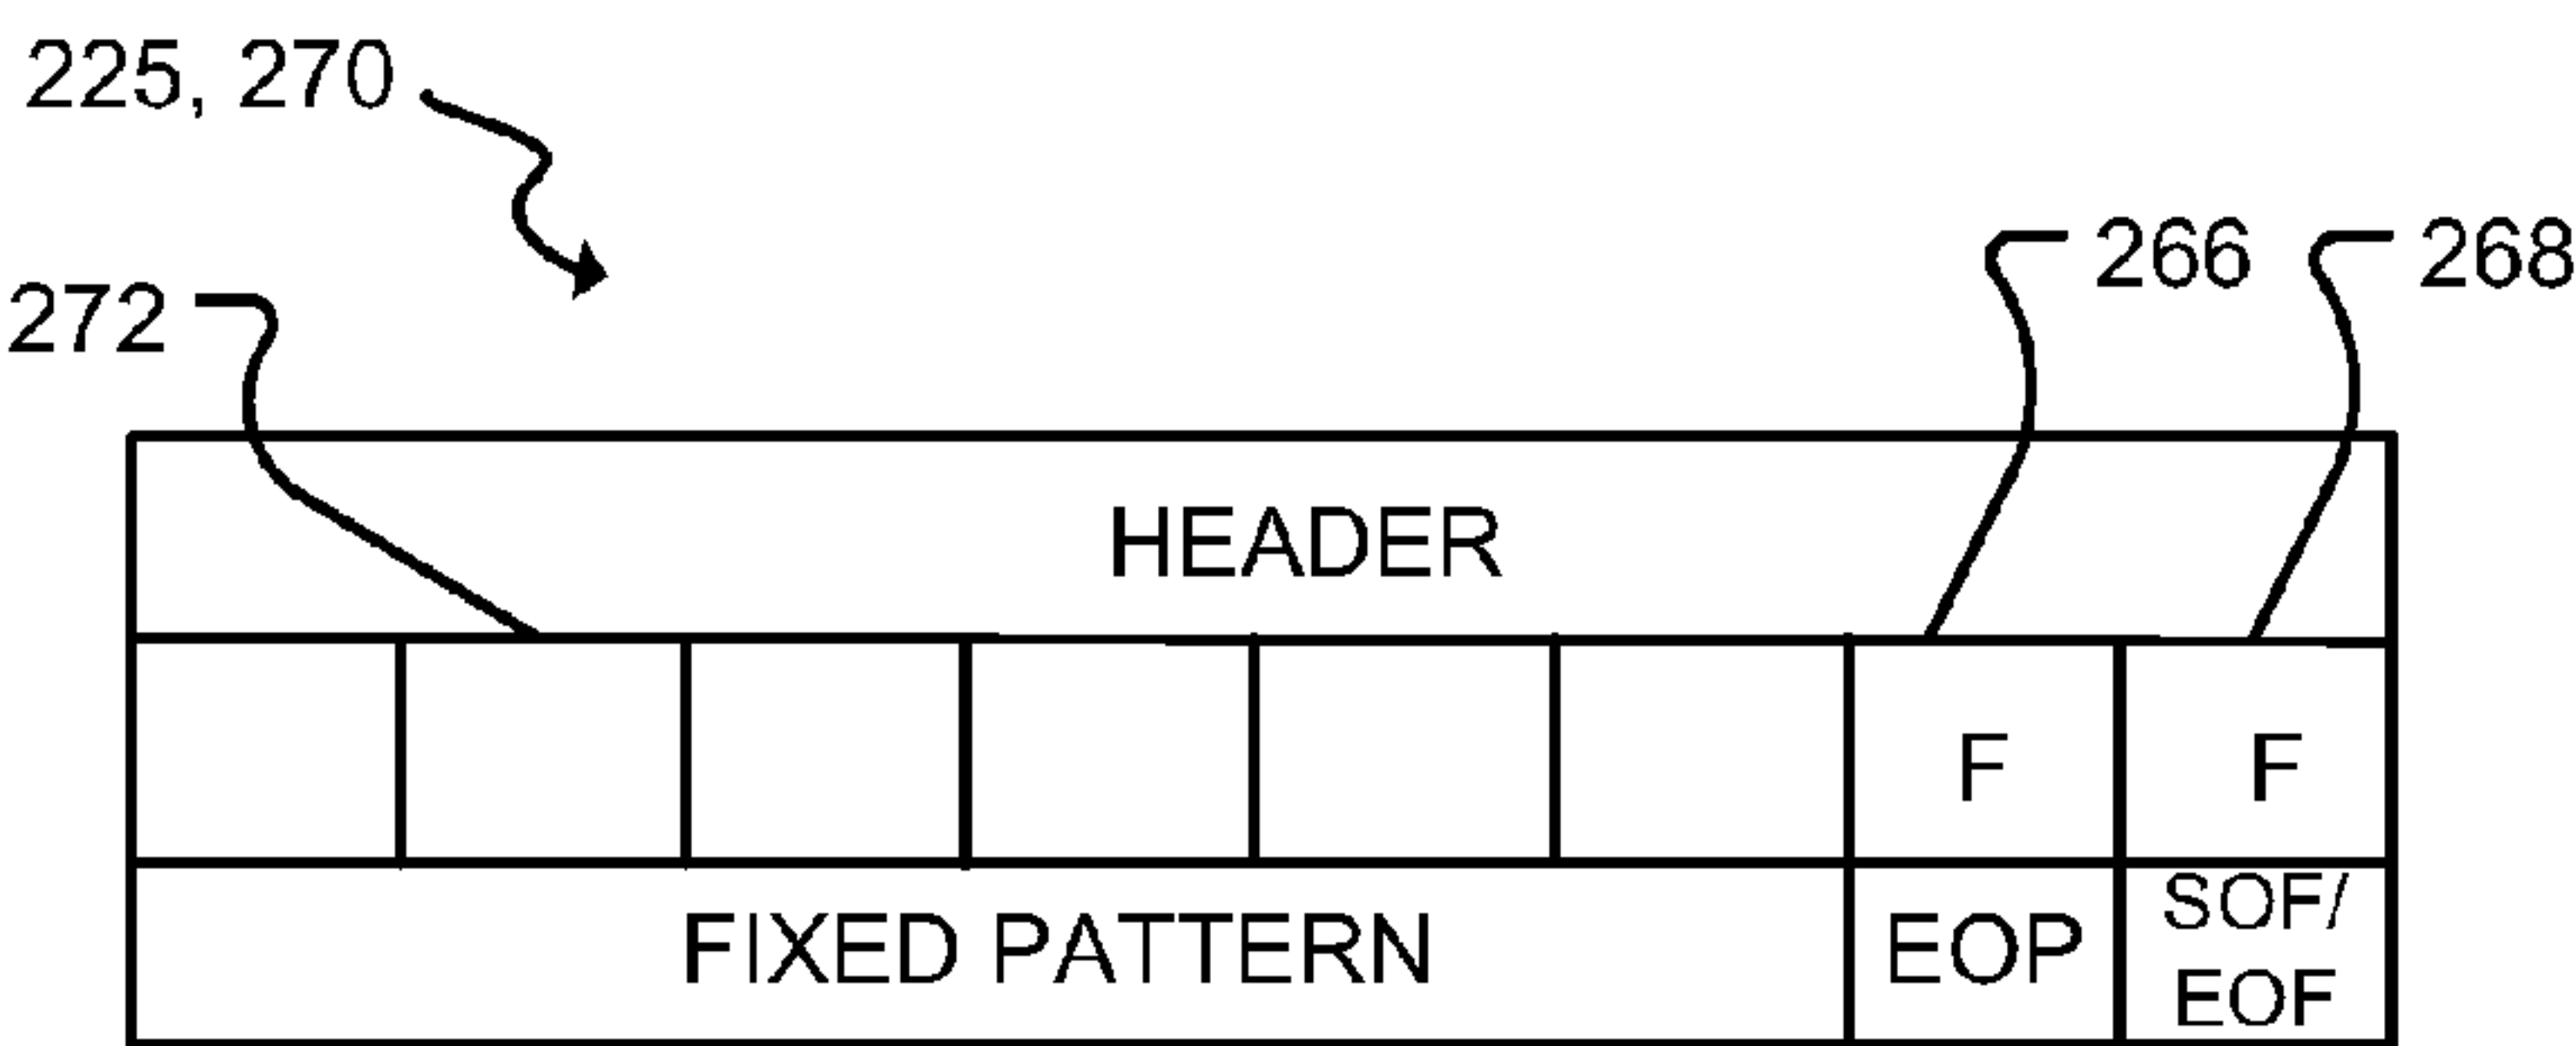 225, 270
266
268
272
HEADER
F
F
FIXED PATTERN
EOP
SOF/
EOF